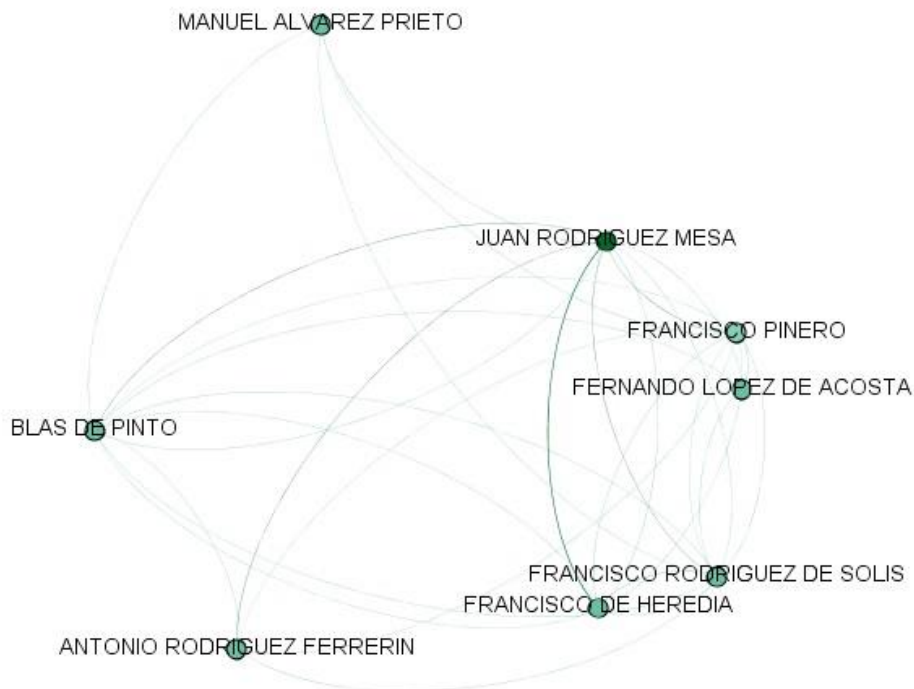 MANUEL ALVAREZ PRIETO
JUAN RODRIGUEZ MESA
FRANCISCO PINERO
FERNANDO LOPEZ DE ACOSTA
BLAS DE PINTO
FRANCISCO RODRIGUEZ DE SOLIS
FRANCISCO DE HEREDIA
ANTONIO RODRIGUEZ FERRERIN